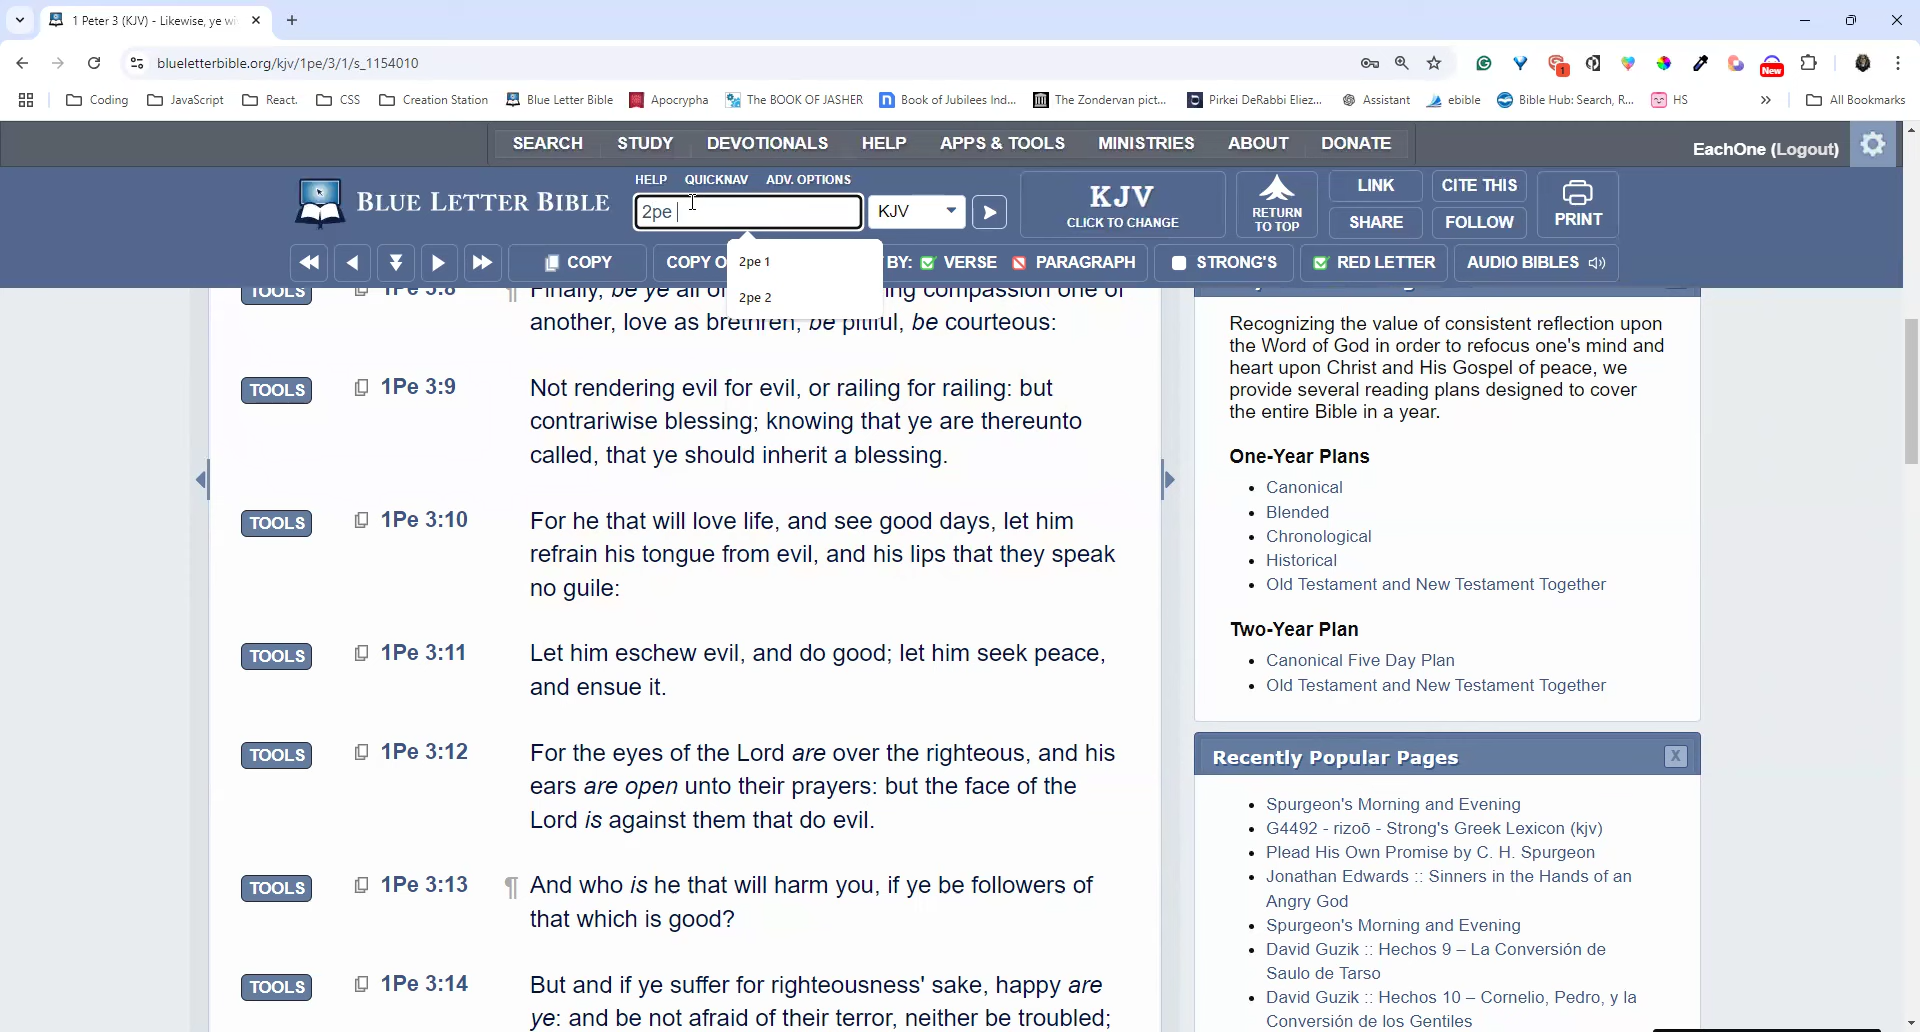 1 Peter 3 (KJV) - Likewise, ye wi
blueletterbible.org/kjv/1pe/3/1/s_1154010
New
Coding JavaScript React. CSS Creation Station Blue Letter Bible Apocrypha The BOOK OF JASHER Book of Jubilees Ind... The Zondervan pict... Pirkei DeRabbi Eliez... Assistant ebible Bible Hub: Search, R... HS » All Bookmarks
SEARCH STUDY DEVOTIONALS HELP APPS & TOOLS MINISTRIES ABOUT DONATE
EachOne (Logout)
HELP QUICKNAV ADV. OPTIONS
BLUE LETTER BIBLE
2pe
KJV
KJV
CLICK TO CHANGE
RETURN
TO TOP
LINK
CITE THIS
SHARE
FOLLOW
PRINT
2pe 1
2pe 2
COPY
COPY O
BY: VERSE PARAGRAPH
STRONG'S
RED LETTER
AUDIO BIBLES
TOOLS 1Pe 3:8 ¶ Finally, be ye all of
ing compassion one of
another, love as brethren, be pitiful, be courteous:
TOOLS 1Pe 3:9 Not rendering evil for evil, or railing for railing: but
contrariwise blessing; knowing that ye are thereunto
called, that ye should inherit a blessing.
TOOLS 1Pe 3:10 For he that will love life, and see good days, let him
refrain his tongue from evil, and his lips that they speak
no guile:
TOOLS 1Pe 3:11 Let him eschew evil, and do good; let him seek peace,
and ensue it.
TOOLS 1Pe 3:12 For the eyes of the Lord are over the righteous, and his
ears are open unto their prayers: but the face of the
Lord is against them that do evil.
TOOLS 1Pe 3:13 ¶ And who is he that will harm you, if ye be followers of
that which is good?
TOOLS 1Pe 3:14 But and if ye suffer for righteousness' sake, happy are
ye: and be not afraid of their terror, neither be troubled;
Recognizing the value of consistent reflection upon
the Word of God in order to refocus one's mind and
heart upon Christ and His Gospel of peace, we
provide several reading plans designed to cover
the entire Bible in a year.
One-Year Plans
• Canonical
• Blended
• Chronological
• Historical
• Old Testament and New Testament Together
Two-Year Plan
• Canonical Five Day Plan
• Old Testament and New Testament Together
Recently Popular Pages X
• Spurgeon's Morning and Evening
• G4492 - rizoō - Strong's Greek Lexicon (kjv)
• Plead His Own Promise by C. H. Spurgeon
• Jonathan Edwards :: Sinners in the Hands of an
Angry God
• Spurgeon's Morning and Evening
• David Guzik :: Hechos 9 – La Conversión de
Saulo de Tarso
• David Guzik :: Hechos 10 – Cornelio, Pedro, y la
Conversión de los Gentiles